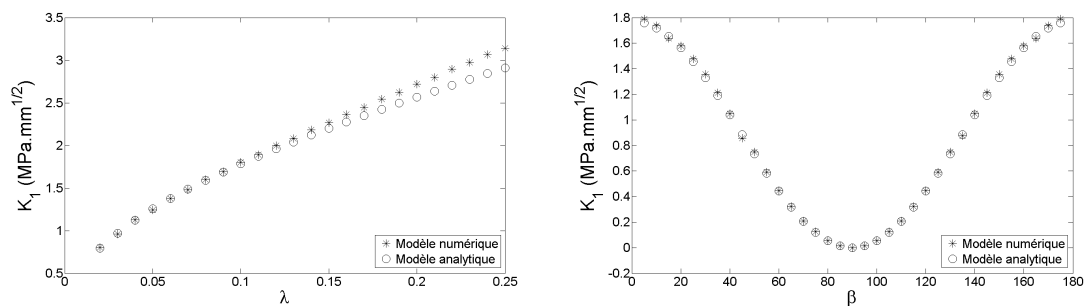 3.5
3
2.5
2
1.5
1
0.5
K1 (MPa.mm1/2)
0 0.05 0.1 0.15 0.2 0.25
λ
Modèle numérique
Modèle analytique
1.8
1.6
1.4
1.2
1
0.8
0.6
0.4
0.2
0
-0.2
K1 (MPa.mm1/2)
0 20 40 60 80 100 120 140 160 180
β
Modèle numérique
Modèle analytique